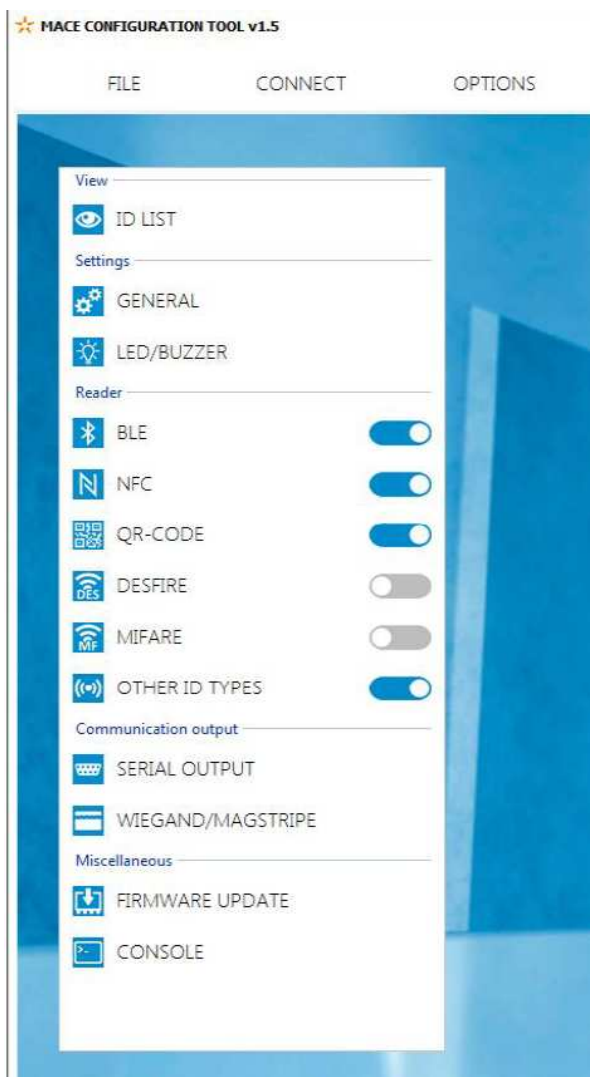 MACE CONFIGURATION TOOL v1.5
FILE CONNECT OPTIONS
View
ID LIST
Settings
GENERAL
LED/BUZZER
Reader
BLE
NFC
QR-CODE
DES
DESFIRE
MF
MIFARE
OTHER ID TYPES
Communication output
SERIAL OUTPUT
WIEGAND/MAGSTRIPE
Miscellaneous
FIRMWARE UPDATE
CONSOLE